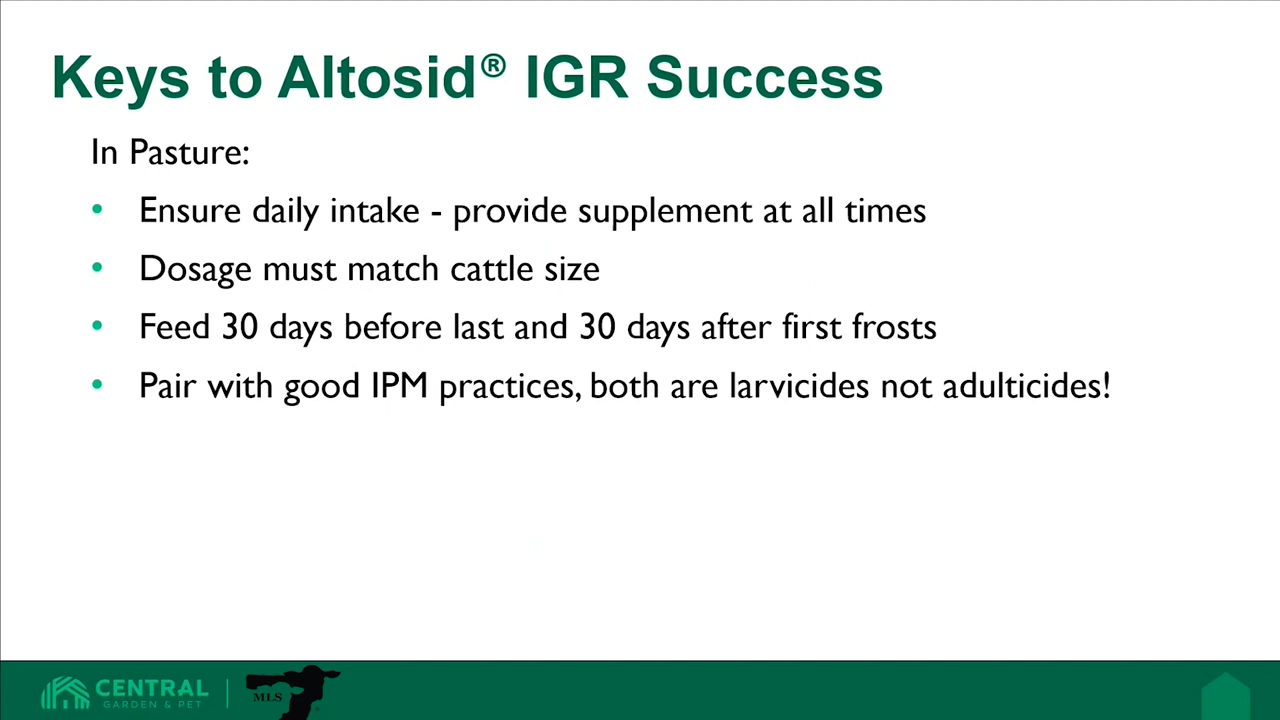 Keys to Altosid® IGR Success
In Pasture:
• Ensure daily intake - provide supplement at all times
• Dosage must match cattle size
• Feed 30 days before last and 30 days after first frosts
• Pair with good IPM practices, both are larvicides not adulticides!
CENTRAL
GARDEN & PET
MLS